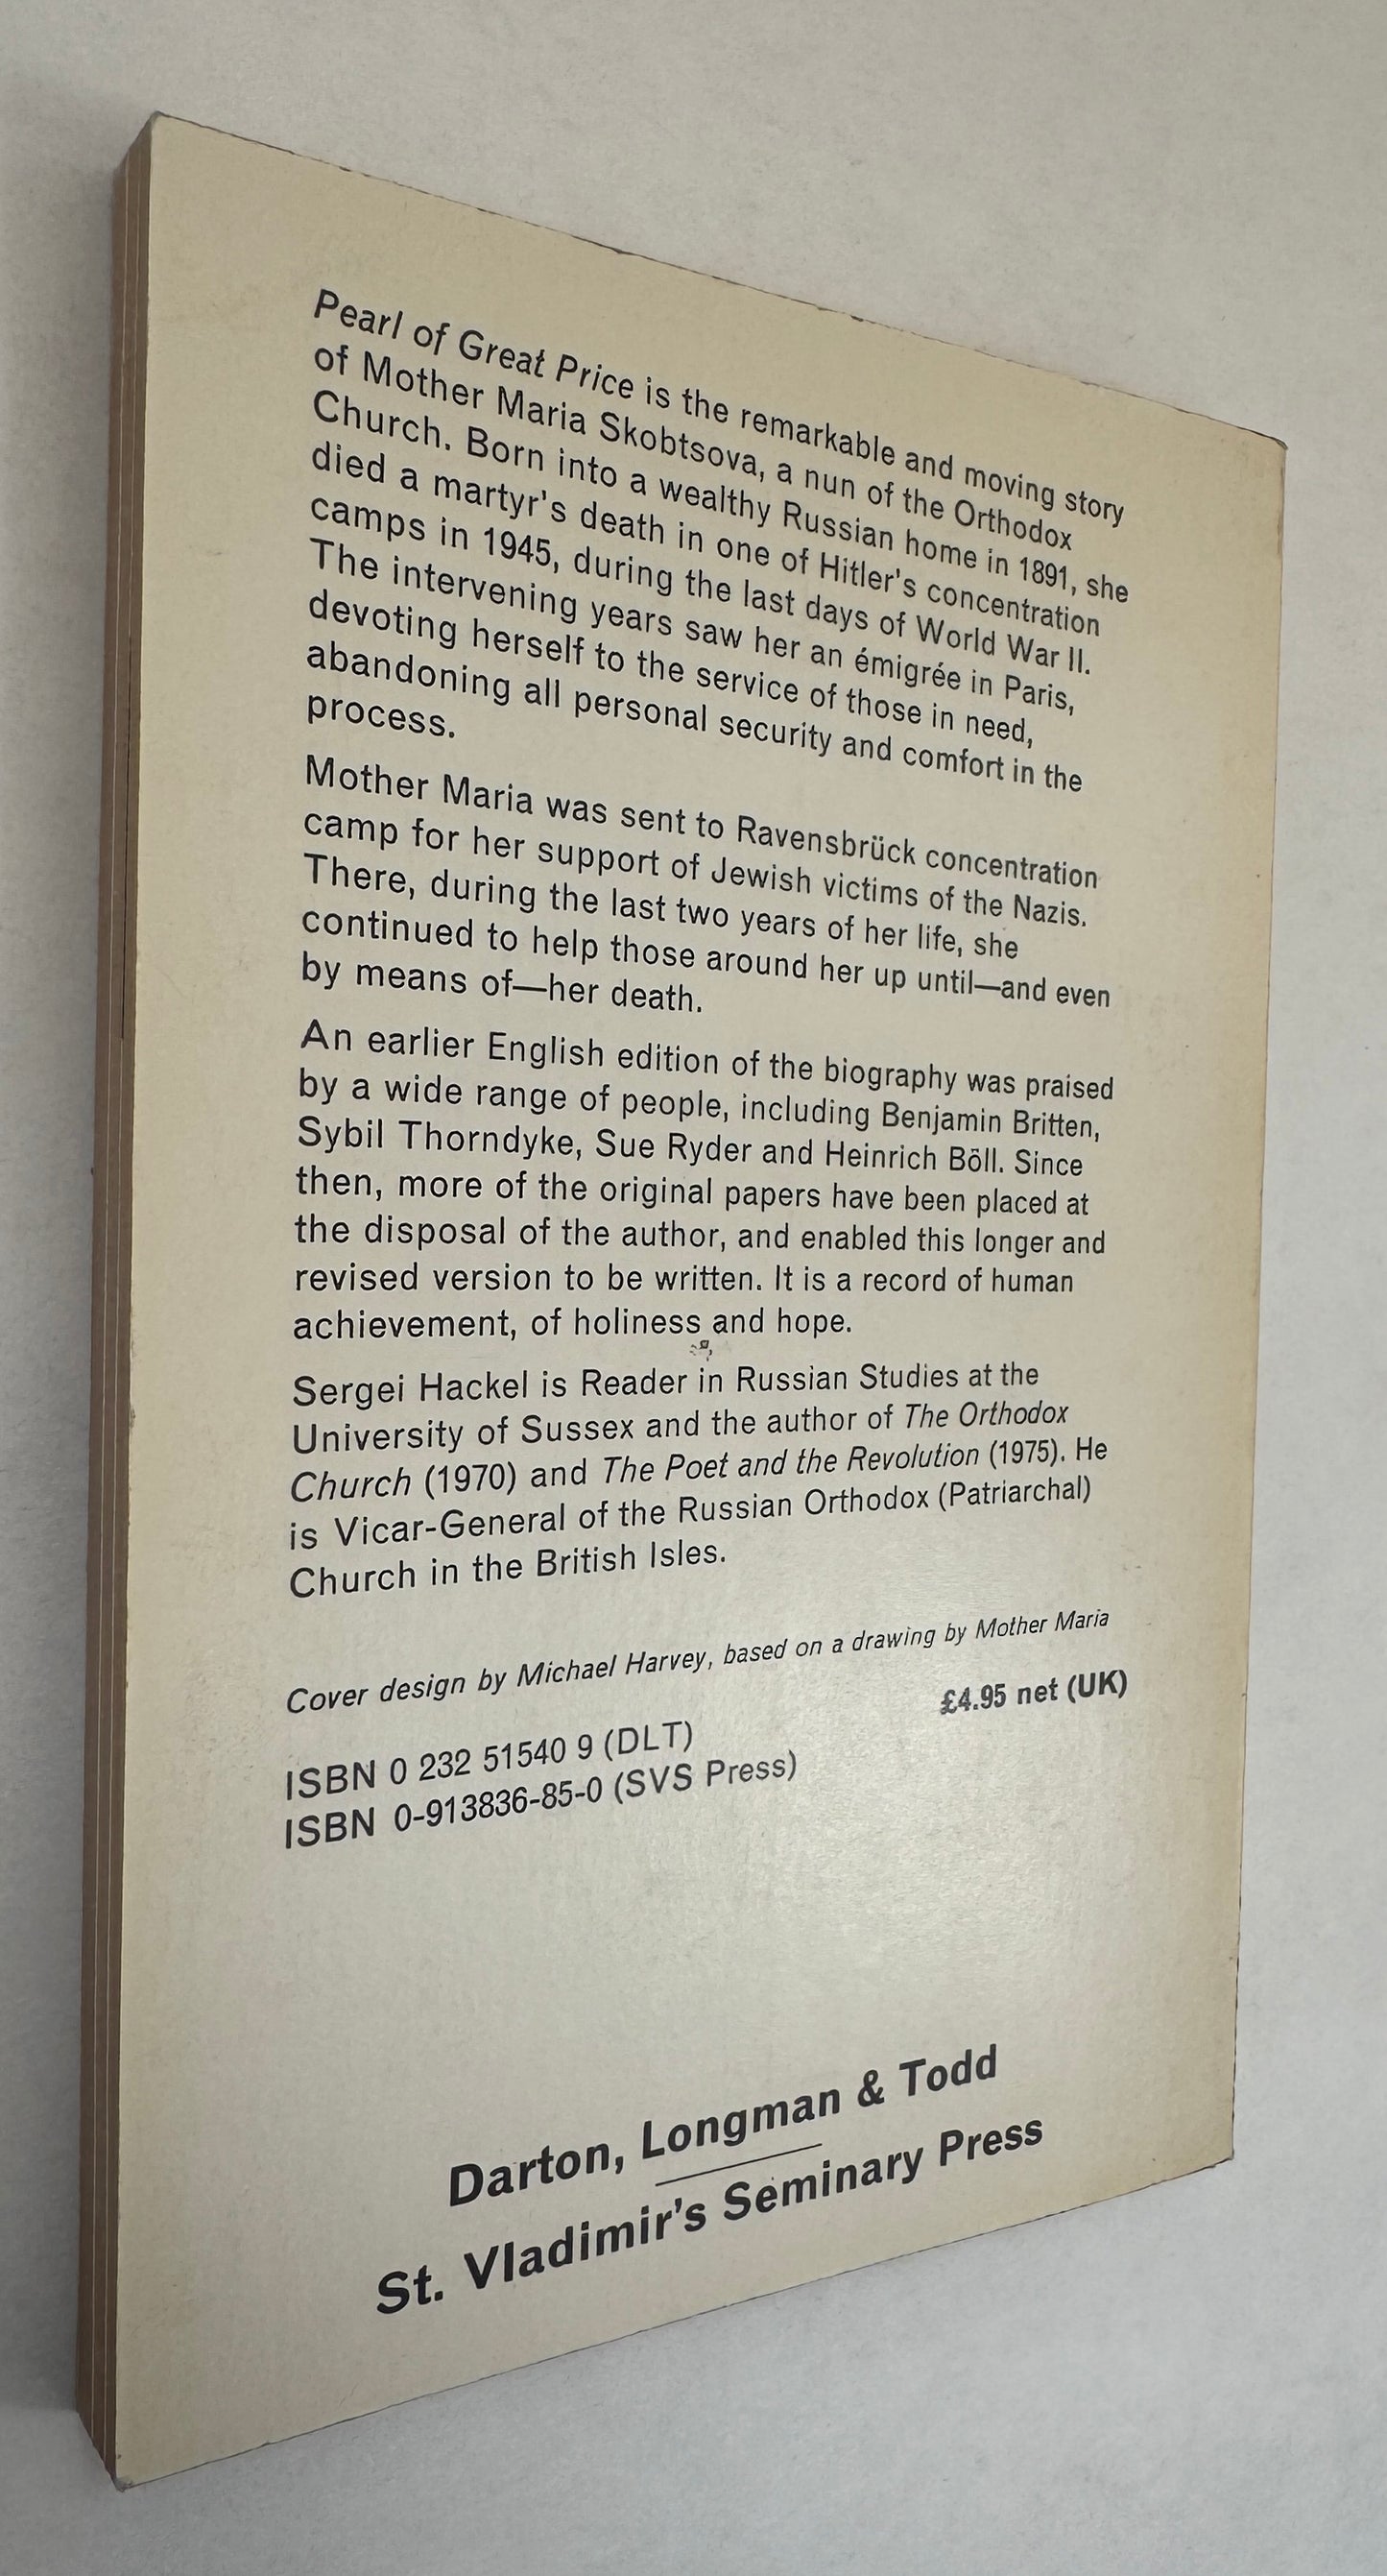 Pearl of Great Price is the remarkable and moving story
of Mother Maria Skobtsova, a nun of the Orthodox
Church. Born into a wealthy Russian home in 1891, she
died a martyr's death in one of Hitler's concentration
camps in 1945, during the last days of World War II.
The intervening years saw her an émigrée in Paris,
devoting herself to the service of those in need,
abandoning all personal security and comfort in the
process.
Mother Maria was sent to Ravensbrück concentration
camp for her support of Jewish victims of the Nazis.
There, during the last two years of her life, she
continued to help those around her up until—and even
by means of—her death.
An earlier English edition of the biography was praised
by a wide range of people, including Benjamin Britten,
Sybil Thorndyke, Sue Ryder and Heinrich Böll. Since
then, more of the original papers have been placed at
the disposal of the author, and enabled this longer and
revised version to be written. It is a record of human
achievement, of holiness and hope.
Sergei Hackel is Reader in Russian Studies at the
University of Sussex and the author of The Orthodox
Church (1970) and The Poet and the Revolution (1975). He
is Vicar-General of the Russian Orthodox (Patriarchal)
Church in the British Isles.
Cover design by Michael Harvey, based on a drawing by Mother Maria
£4.95 net (UK)
ISBN 0 232 51540 9 (DLT)
ISBN 0-913836-85-0 (SVS Press)
Darton, Longman & Todd
St. Vladimir's Seminary Press